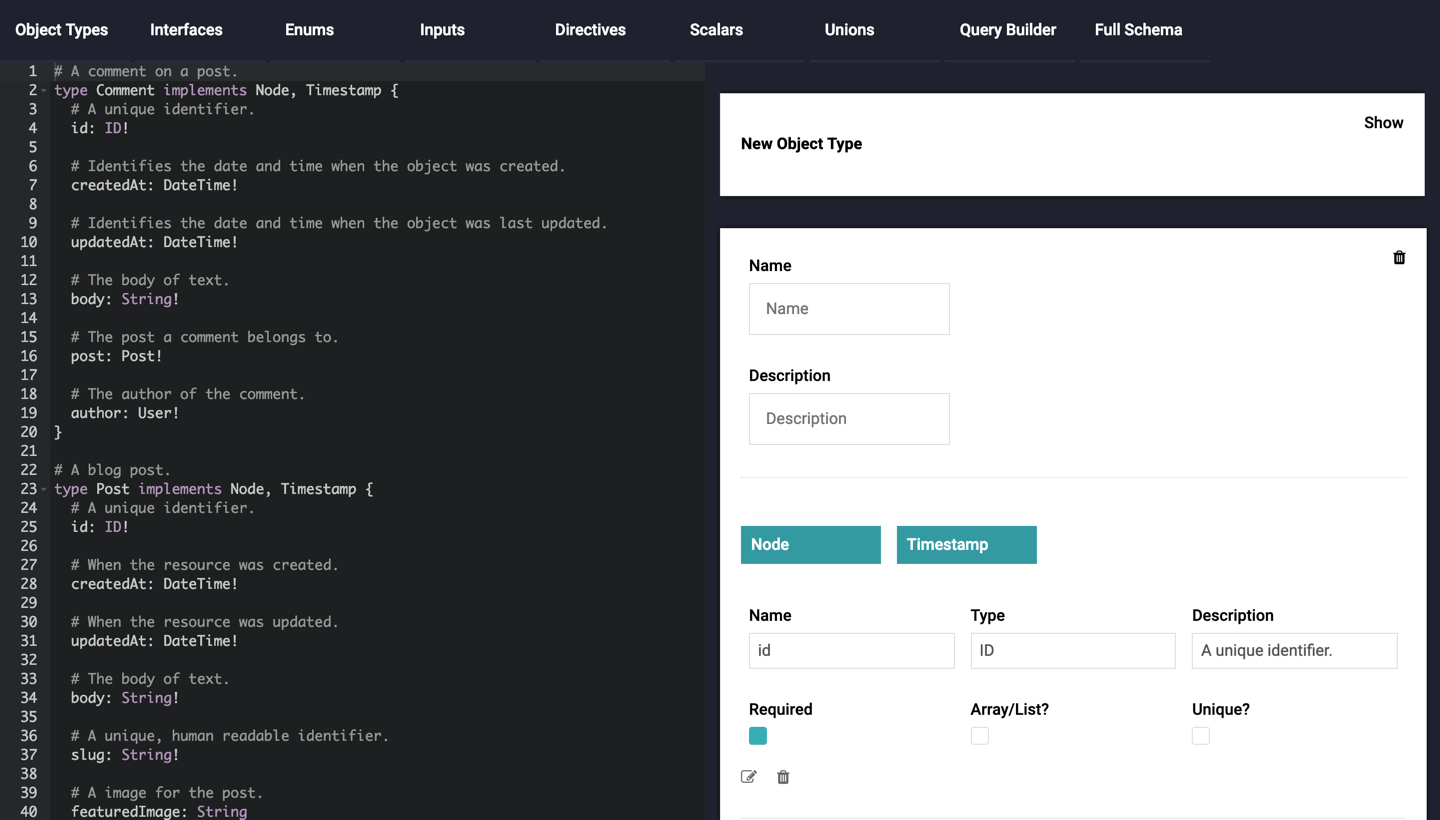 Object Types Interfaces Enums Inputs Directives Scalars Unions Query Builder Full Schema
1 # A comment on a post.
2 type Comment implements Node, Timestamp {
3 # A unique identifier.
4 id: ID!
5
6 # Identifies the date and time when the object was created.
7 createdAt: DateTime!
8
9 # Identifies the date and time when the object was last updated.
10 updatedAt: DateTime!
11
12 # The body of text.
13 body: String!
14
15 # The post a comment belongs to.
16 post: Post!
17
18 # The author of the comment.
19 author: User!
20 }
21
22 # A blog post.
23 type Post implements Node, Timestamp {
24 # A unique identifier.
25 id: ID!
26
27 # When the resource was created.
28 createdAt: DateTime!
29
30 # When the resource was updated.
31 updatedAt: DateTime!
32
33 # The body of text.
34 body: String!
35
36 # A unique, human readable identifier.
37 slug: String!
38
39 # A image for the post.
40 featuredImage: String
Show
New Object Type
Name
Name
Description
Description
Node Timestamp
Name Type Description
id ID A unique identifier.
Required Array/List? Unique?